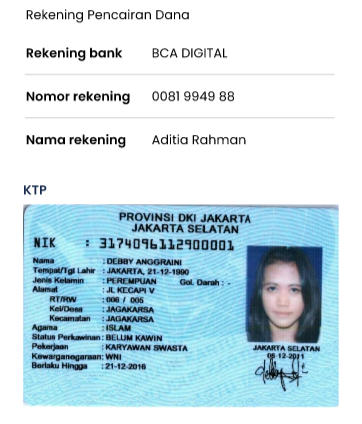 Rekening Pencairan Dana
Rekening bank BCA DIGITAL
Nomor rekening 0081 9949 88
Nama rekening Aditia Rahman
KTP
PROVINSI DKI JAKARTA
JAKARTA SELATAN
NIK : 3174096112900001
Nama : DEBBY ANGGRAINI
Tempat/Tgl Lahir : JAKARTA, 21-12-1990
Jenis Kelamin : PEREMPUAN Gol. Darah : -
Alamat : JL KECAPI V
RT/RW : 006 / 005
Kel/Desa : JAGAKARSA
Kecamatan : JAGAKARSA
Agama : ISLAM
Status Perkawinan : BELUM KAWIN
Pekerjaan : KARYAWAN SWASTA
Kewarganegaraan: WNI
Berlaku Hingga : 21-12-2016
JAKARTA SELATAN
05-12-2011